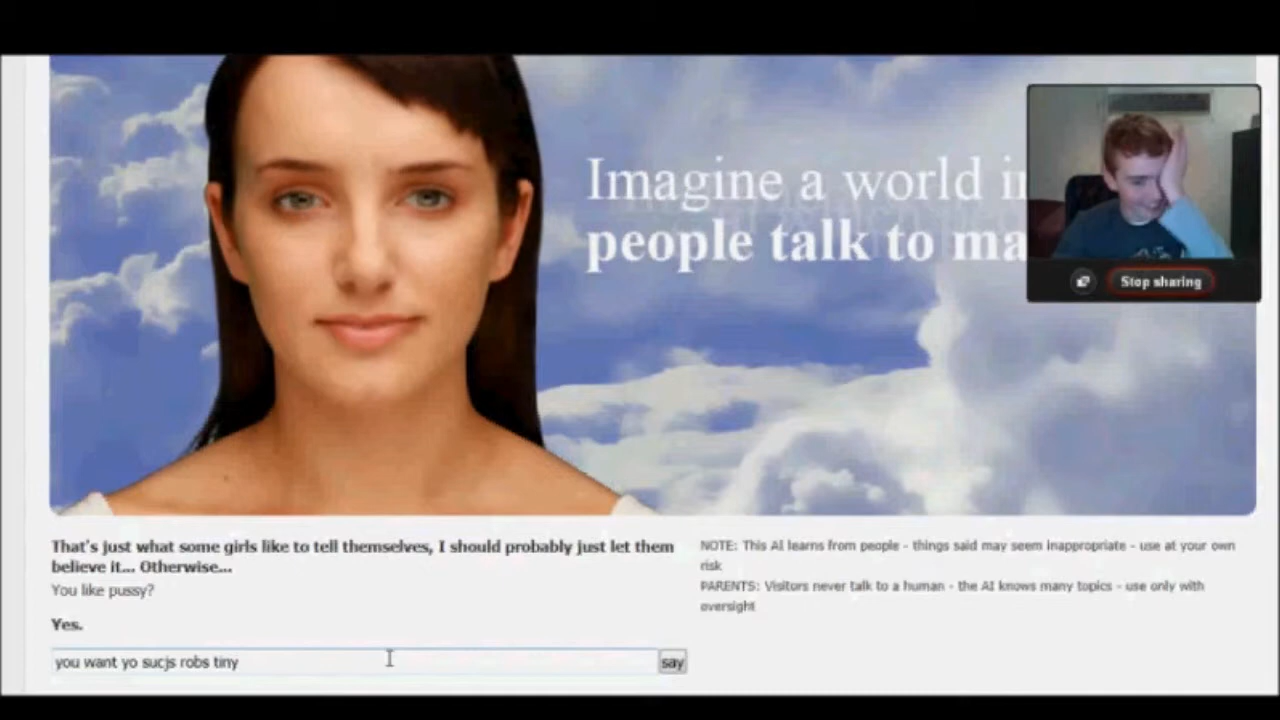 Imagine a world in
people talk to ma
Stop sharing
That's just what some girls like to tell themselves, I should probably just let them
believe it... Otherwise...
You like pussy?
Yes.
you want yo sucjs robs tiny
say
NOTE: This AI learns from people - things said may seem inappropriate - use at your own
risk
PARENTS: Visitors never talk to a human - the AI knows many topics - use only with
oversight